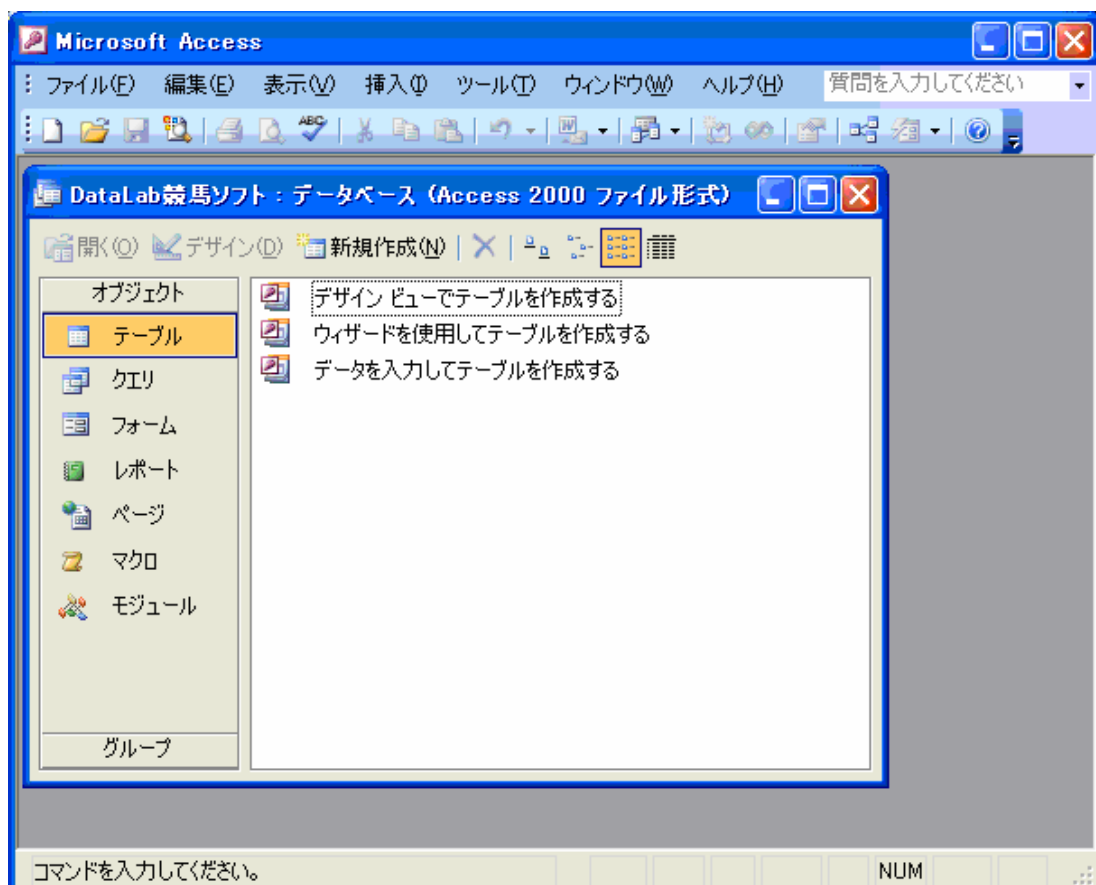 Microsoft Access
ファイル(F) 編集(E) 表示(V) 挿入(I) ツール(T) ウィンドウ(W) ヘルプ(H) 質問を入力してください
ABC
DataLab競馬ソフト : データベース (Access 2000 ファイル形式)
開く(O) デザイン(D) 新規作成(N)
オブジェクト
テーブル
クエリ
フォーム
レポート
ページ
マクロ
モジュール
グループ
デザイン ビューでテーブルを作成する
ウィザードを使用してテーブルを作成する
データを入力してテーブルを作成する
コマンドを入力してください。 NUM